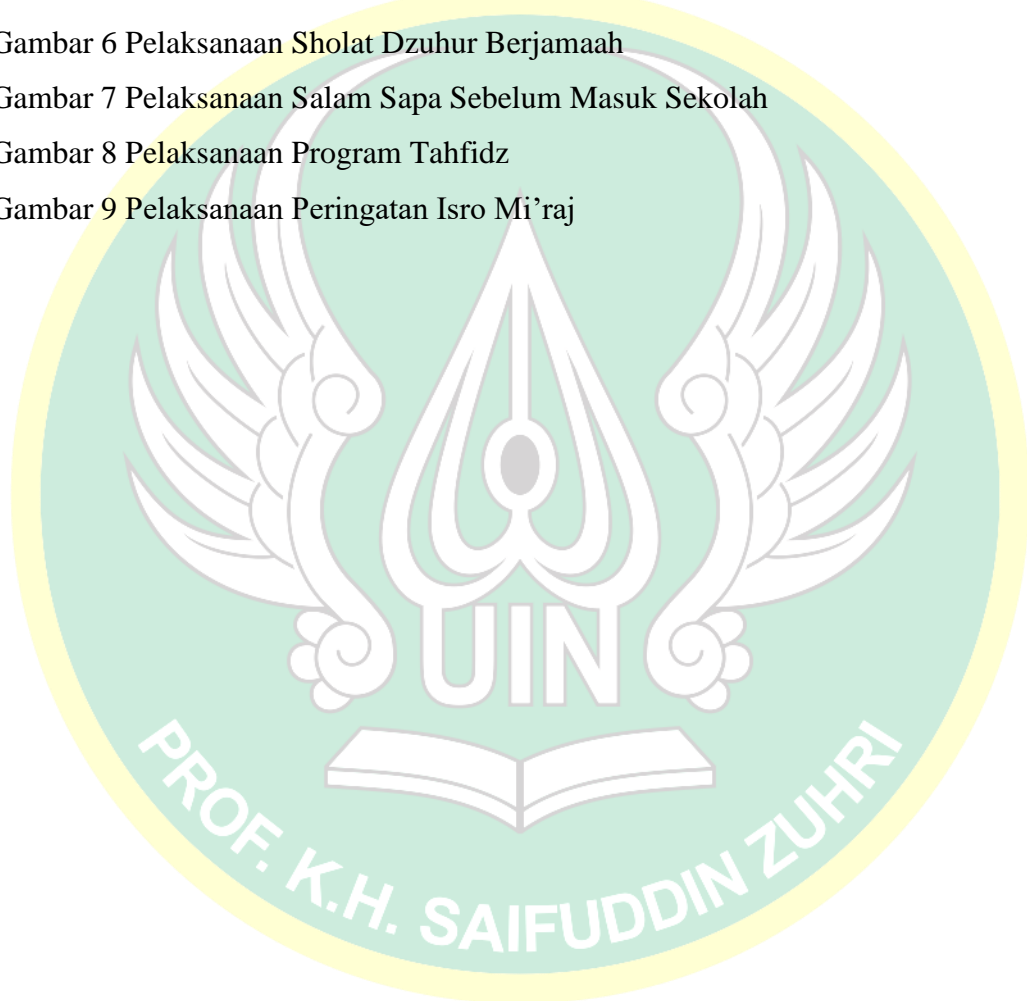 Gambar 6 Pelaksanaan Sholat Dzuhur Berjamaah
Gambar 7 Pelaksanaan Salam Sapa Sebelum Masuk Sekolah
Gambar 8 Pelaksanaan Program Tahfidz
Gambar 9 Pelaksanaan Peringatan Isro Mi’raj
UIN
PROF. K.H. SAIFUDDIN ZUHRI